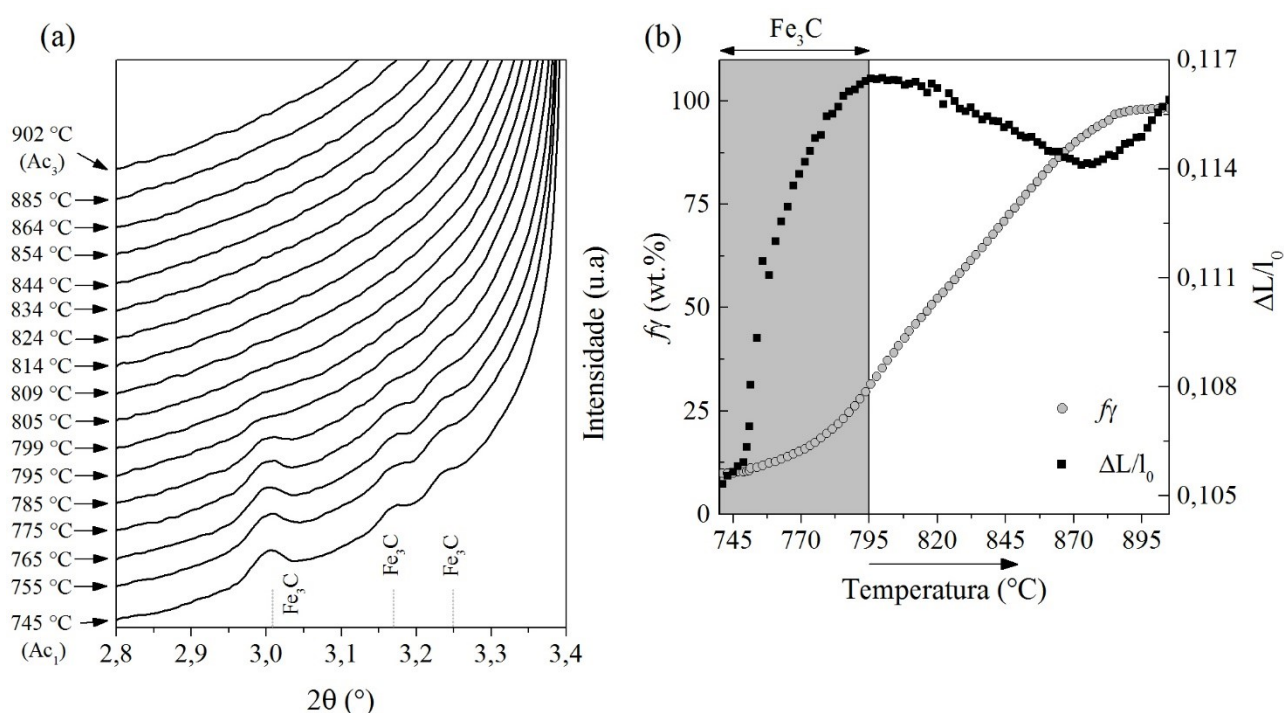 (a)
902 °C
(Ac₃)
885 °C
864 °C
854 °C
844 °C
834 °C
824 °C
814 °C
809 °C
805 °C
799 °C
795 °C
785 °C
775 °C
765 °C
755 °C
745 °C
(Ac₁)
Fe₃C
Fe₃C
Fe₃C
2,8 2,9 3,0 3,1 3,2 3,3 3,4
2θ (°)
Intensidade (u.a)
(b)
Fe₃C
fγ (wt.%)
100
75
50
25
0
0,117
0,114
0,111
0,108
0,105
ΔL/l₀
fγ
ΔL/l₀
745 770 795 820 845 870 895
Temperatura (°C)